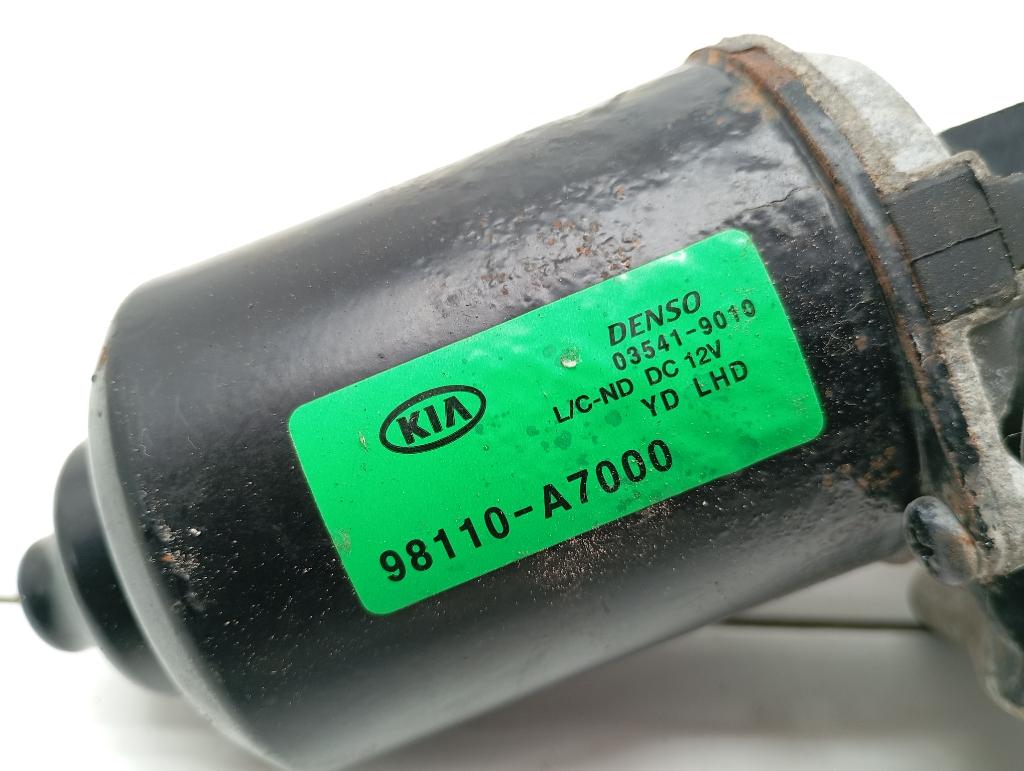 DENSO
03541-9010
L/C-ND DC 12V
YD LHD
KIA
98110-A7000